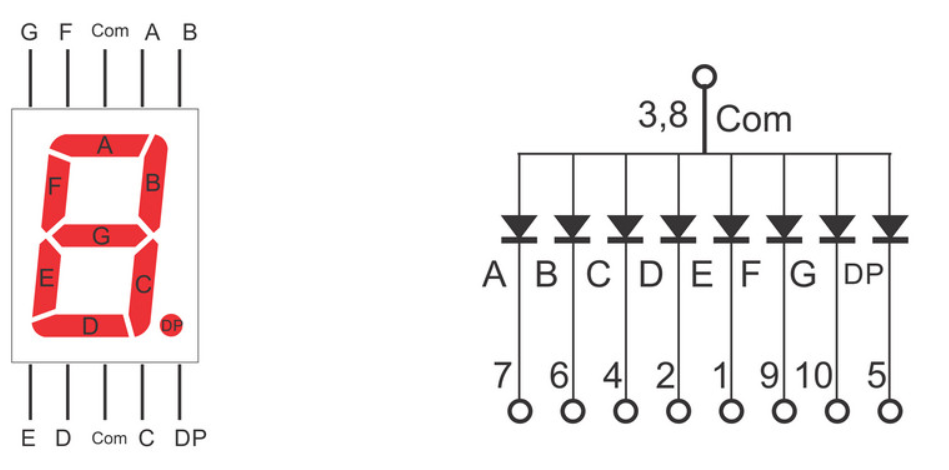 G F Com A B
A
F B
G
E C
D DP
E D Com C DP
3,8 Com
A B C D E F G DP
7 6 4 2 1 9 10 5